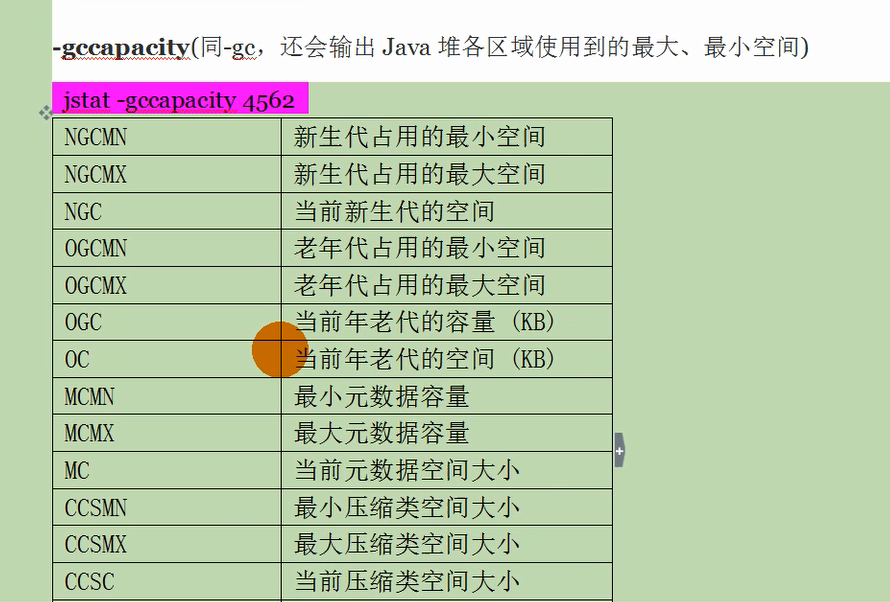 -gccapacity(同-gc，还会输出 Java 堆各区域使用到的最大、最小空间)
jstat -gccapacity 4562
NGCMN 新生代占用的最小空间
NGCMX 新生代占用的最大空间
NGC 当前新生代的空间
OGCMN 老年代占用的最小空间
OGCMX 老年代占用的最大空间
OGC 当前年老代的容量 (KB)
OC 当前年老代的空间 (KB)
MCMN 最小元数据容量
MCMX 最大元数据容量
MC 当前元数据空间大小
CCSMN 最小压缩类空间大小
CCSMX 最大压缩类空间大小
CCSC 当前压缩类空间大小